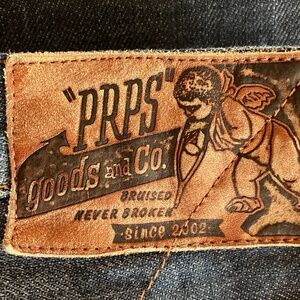 "PRPS"
goods and Co.
BRUISED
NEVER BROKEN
·Since 2002·